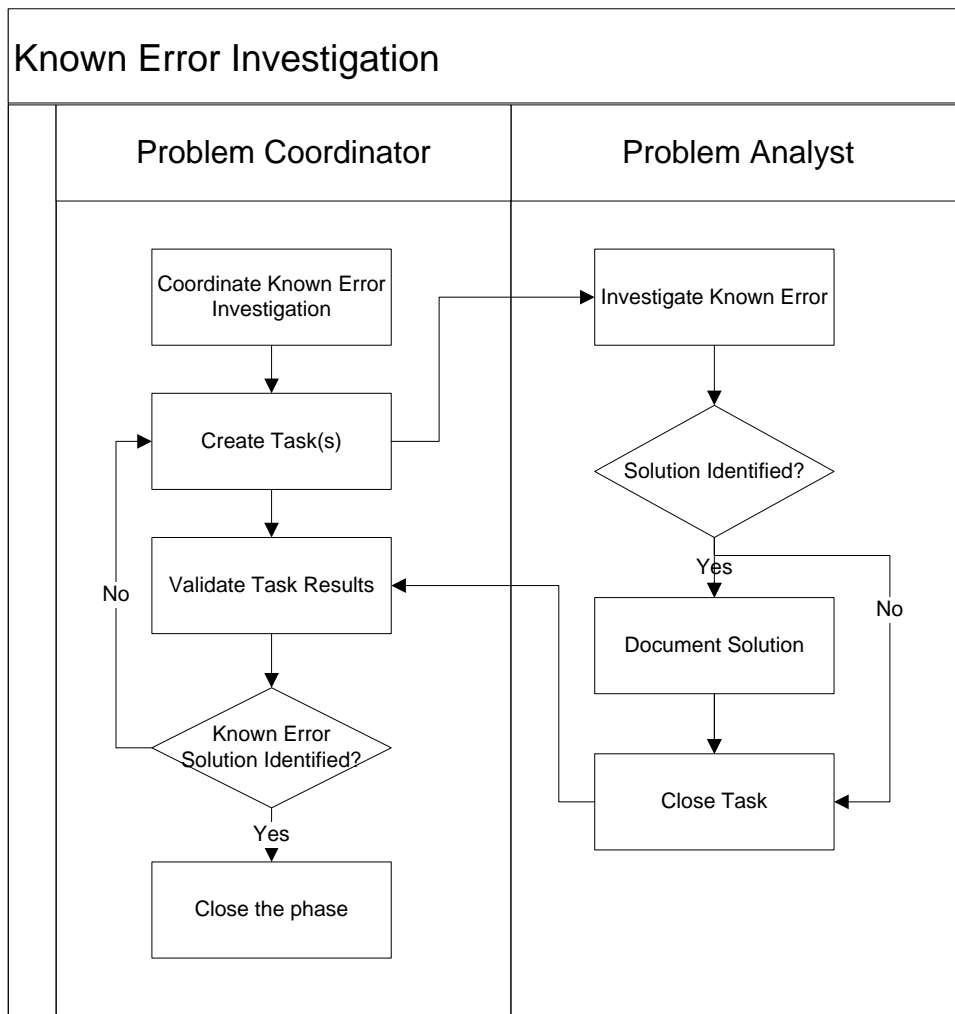 Known Error Investigation
Problem Coordinator
Problem Analyst
Coordinate Known Error
Investigation
Investigate Known Error
Create Task(s)
Solution Identified?
Validate Task Results
No
Yes
No
Document Solution
Known Error
Solution Identified?
Close Task
Yes
Close the phase